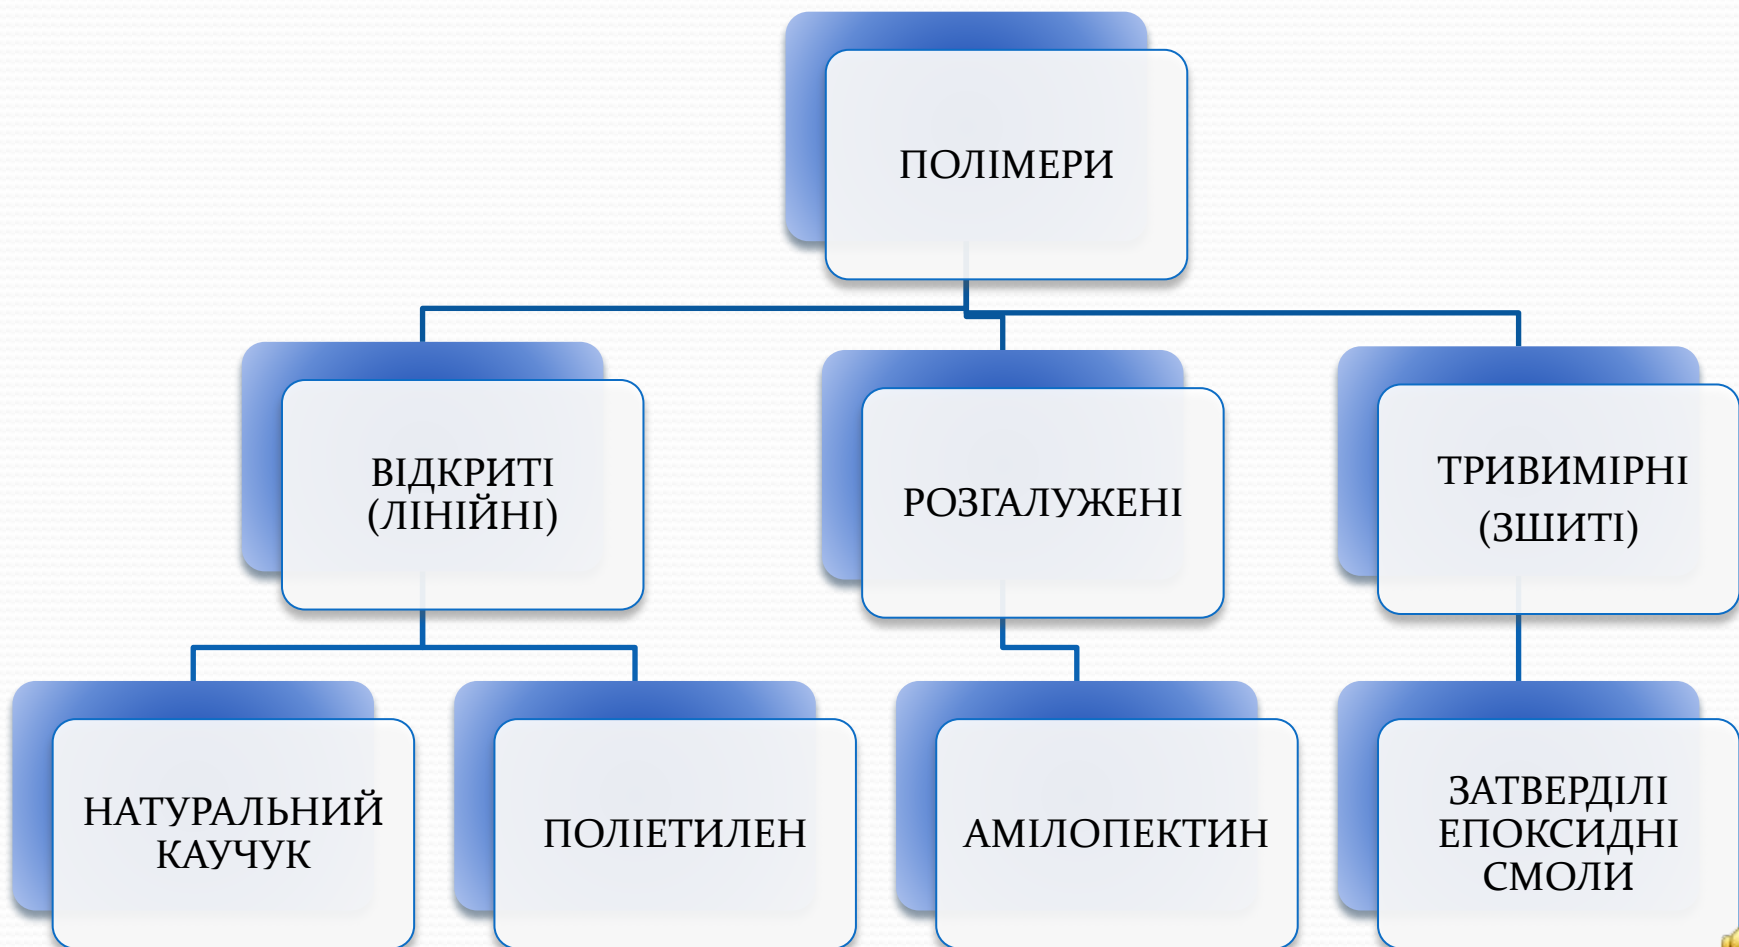 ПОЛІМЕРИ
ВІДКРИТІ
(ЛІНІЙНІ)
РОЗГАЛУЖЕНІ
ТРИВИМІРНІ
(ЗШИТІ)
НАТУРАЛЬНИЙ
КАУЧУК
ПОЛІЕТИЛЕН
АМІЛОПЕКТИН
ЗАТВЕРДІЛІ
ЕПОКСИДНІ
СМОЛИ